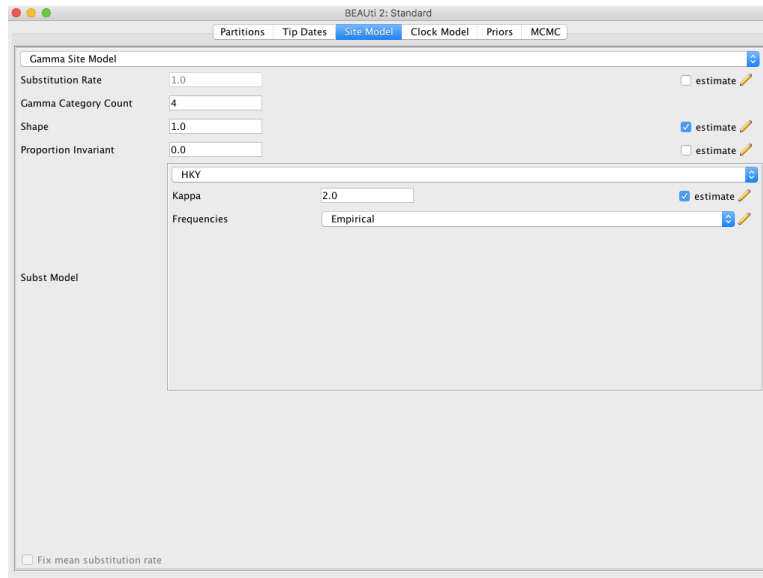 BEAUti 2: Standard
Partitions Tip Dates Site Model Clock Model Priors MCMC
Gamma Site Model
Substitution Rate 1.0 estimate
Gamma Category Count 4
Shape 1.0 estimate
Proportion Invariant 0.0 estimate
HKY
Kappa 2.0 estimate
Frequencies Empirical
Subst Model
Fix mean substitution rate